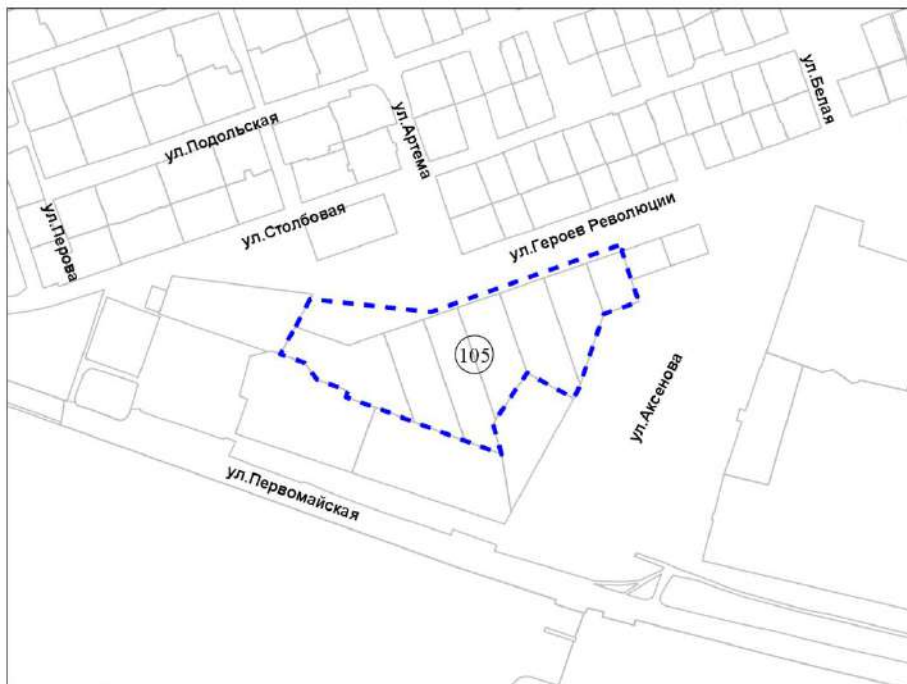 ул.Белая
ул.Подольская
ул.Артема
ул.Перова
ул.Столбовая
ул.Героев Революции
105
ул.Аксенова
ул.Первомайская